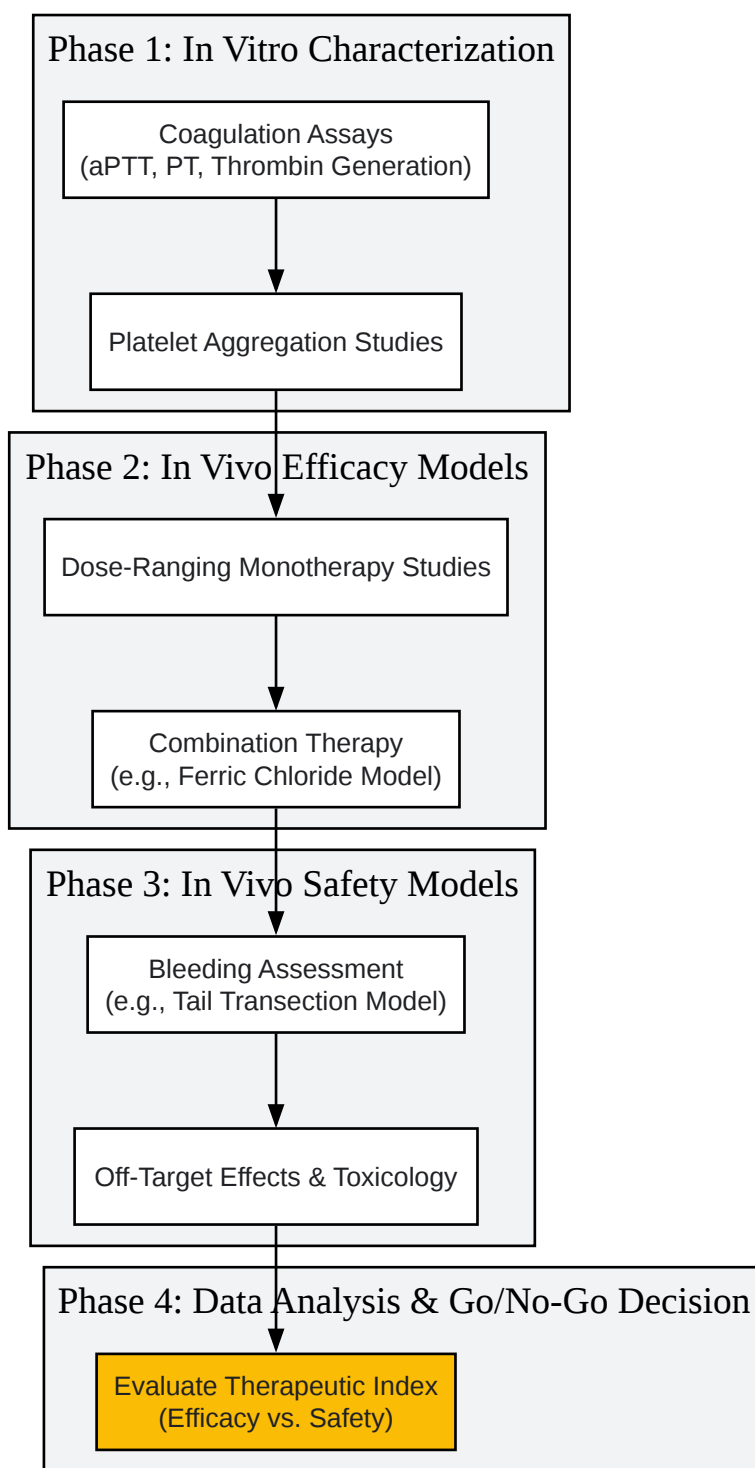 Phase 1: In Vitro Characterization
Coagulation Assays
(aPTT, PT, Thrombin Generation)
Platelet Aggregation Studies
Phase 2: In Vivo Efficacy Models
Dose-Ranging Monotherapy Studies
Combination Therapy
(e.g., Ferric Chloride Model)
Phase 3: In Vivo Safety Models
Bleeding Assessment
(e.g., Tail Transection Model)
Off-Target Effects & Toxicology
Phase 4: Data Analysis & Go/No-Go Decision
Evaluate Therapeutic Index
(Efficacy vs. Safety)